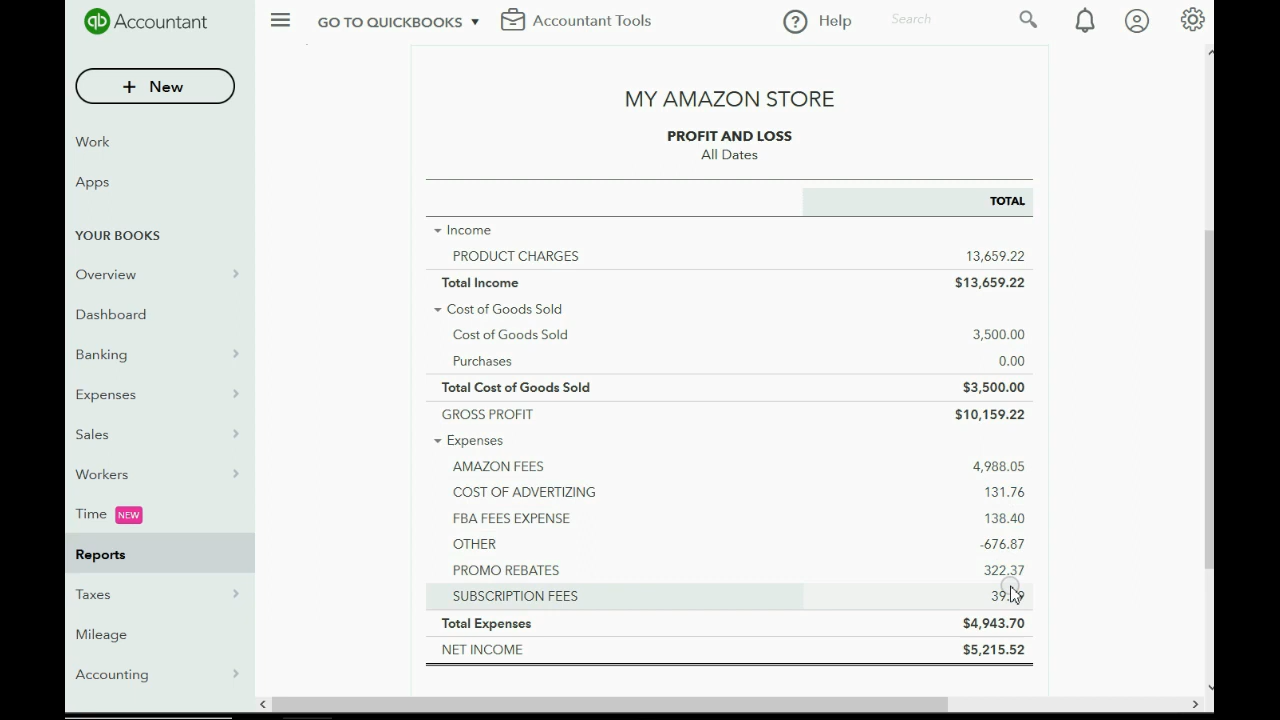 qb Accountant
GO TO QUICKBOOKS
Accountant Tools
? Help
Search
+ New
Work
Apps
YOUR BOOKS
Overview
Dashboard
Banking
Expenses
Sales
Workers
Time NEW
Reports
Taxes
Mileage
Accounting
MY AMAZON STORE
PROFIT AND LOSS
All Dates
TOTAL
Income
PRODUCT CHARGES 13,659.22
Total Income $13,659.22
Cost of Goods Sold
Cost of Goods Sold 3,500.00
Purchases 0.00
Total Cost of Goods Sold $3,500.00
GROSS PROFIT $10,159.22
Expenses
AMAZON FEES 4,988.05
COST OF ADVERTIZING 131.76
FBA FEES EXPENSE 138.40
OTHER -676.87
PROMO REBATES 322.37
SUBSCRIPTION FEES
Total Expenses $4,943.70
NET INCOME $5,215.52